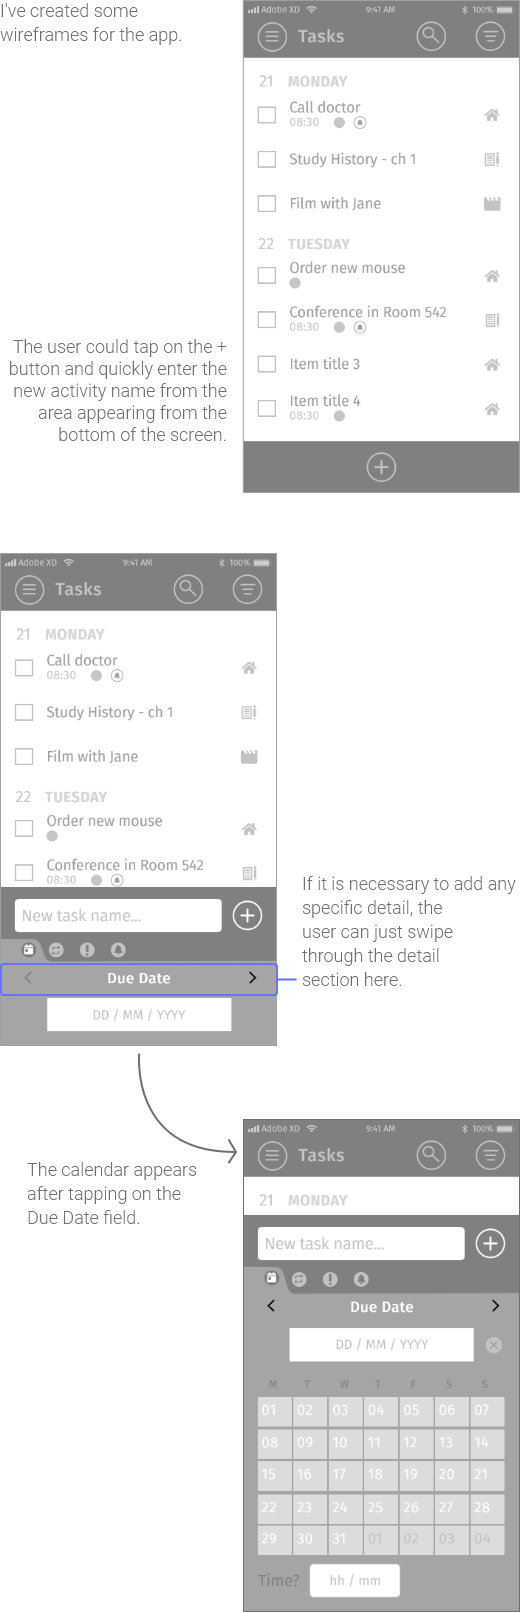 I've created some
wireframes for the app.
Adobe XD 9:41 AM 100%
Tasks
21 MONDAY
Call doctor
08:30
Study History - ch 1
Film with Jane
22 TUESDAY
Order new mouse
Conference in Room 542
08:30
Item title 3
Item title 4
08:30
The user could tap on the +
button and quickly enter the
new activity name from the
area appearing from the
bottom of the screen.
Adobe XD 9:41 AM 100%
Tasks
21 MONDAY
Call doctor
08:30
Study History - ch 1
Film with Jane
22 TUESDAY
Order new mouse
Conference in Room 542
08:30
New task name...
Due Date
DD / MM / YYYY
If it is necessary to add any
specific detail, the
user can just swipe
through the detail
section here.
The calendar appears
after tapping on the
Due Date field.
Adobe XD 9:41 AM 100%
Tasks
21 MONDAY
New task name...
Due Date
DD / MM / YYYY
M T W T F S S
01 02 03 04 05 06 07
08 09 10 11 12 13 14
15 16 17 18 19 20 21
22 23 24 25 26 27 28
29 30 31 01 02 03 04
Time? hh / mm